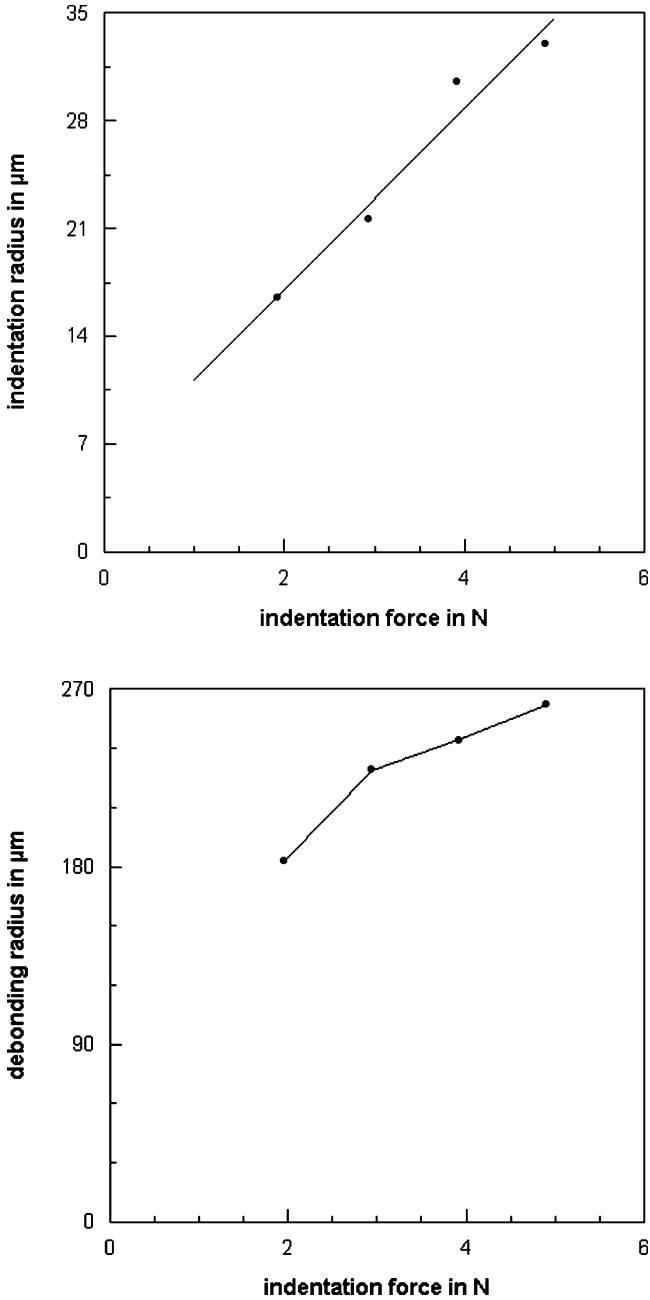 35
28
21
14
7
0
0 2 4 6
indentation radius in µm
indentation force in N
270
180
90
0
0 2 4 6
debonding radius in µm
indentation force in N